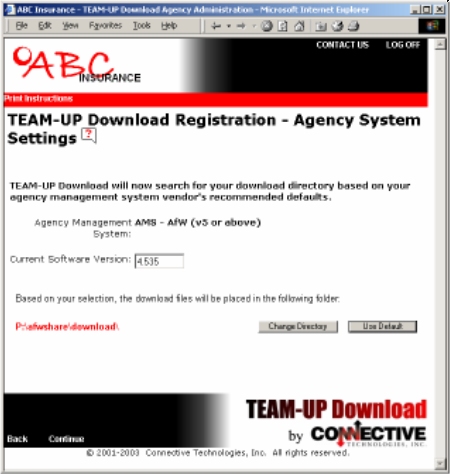 ABC Insurance - TEAM-UP Download Agency Administration - Microsoft Internet Explorer
File Edit View Favorites Tools Help
CONTACT US LOG OFF
ABC
INSURANCE
Print Instructions
TEAM-UP Download Registration - Agency System
Settings ?
TEAM-UP Download will now search for your download directory based on your
agency management system vendor's recommended defaults.
Agency Management AMS - AfW (v5 or above)
System:
Current Software Version: 4.535
Based on your selection, the download files will be placed in the following folder:
P:\afwshare\download\ Change Directory Use Default
TEAM-UP Download
by CONNECTIVE
TECHNOLOGIES, INC.
Back Continue
© 2001-2003 Connective Technologies, Inc. All rights reserved.